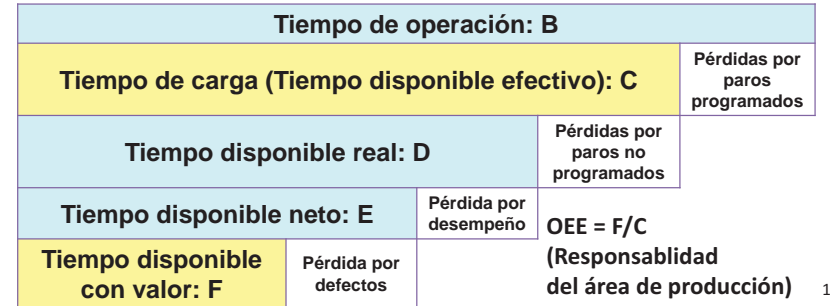 Tiempo de operación: B
Tiempo de carga (Tiempo disponible efectivo): C
Pérdidas por
paros
programados
Tiempo disponible real: D
Pérdidas por
paros no
programados
Tiempo disponible neto: E
Pérdida por
desempeño
Tiempo disponible
con valor: F
Pérdida por
defectos
OEE = F/C
(Responsablidad
del área de producción)
1